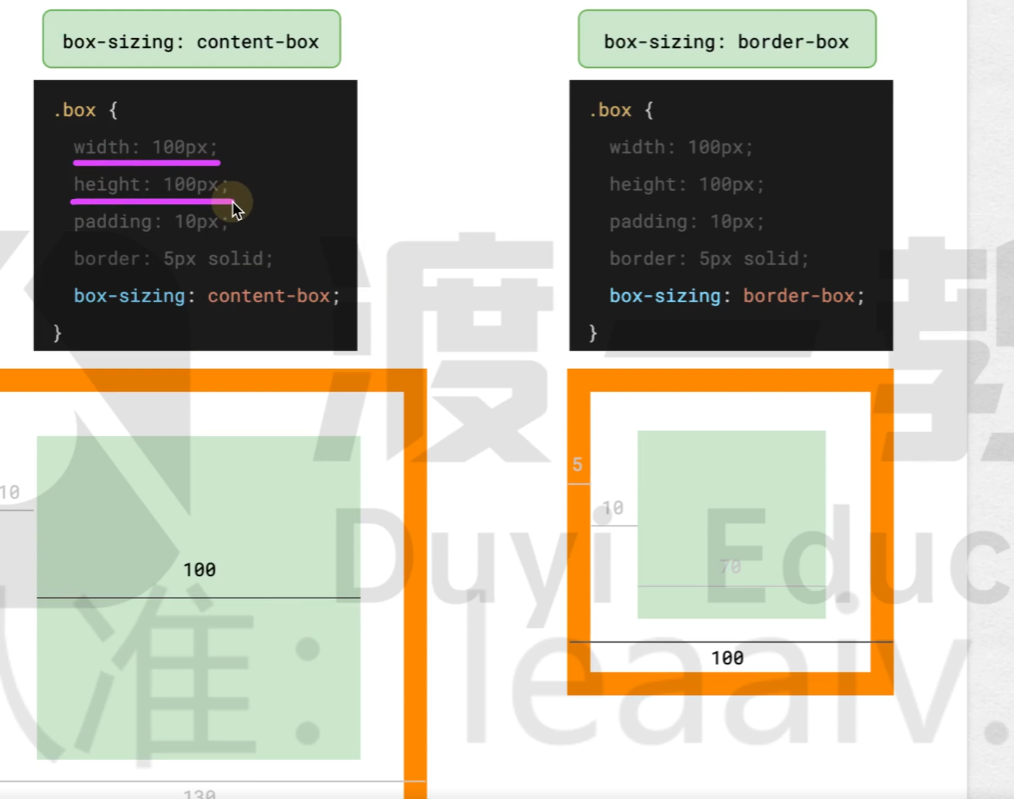 box-sizing: content-box
.box {
width: 100px;
height: 100px;
padding: 10px;
border: 5px solid;
box-sizing: content-box;
}
10
100
130
box-sizing: border-box
.box {
width: 100px;
height: 100px;
padding: 10px;
border: 5px solid;
box-sizing: border-box;
}
5
10
70
100
渡一
Duyi Educ
准: leaaiv.